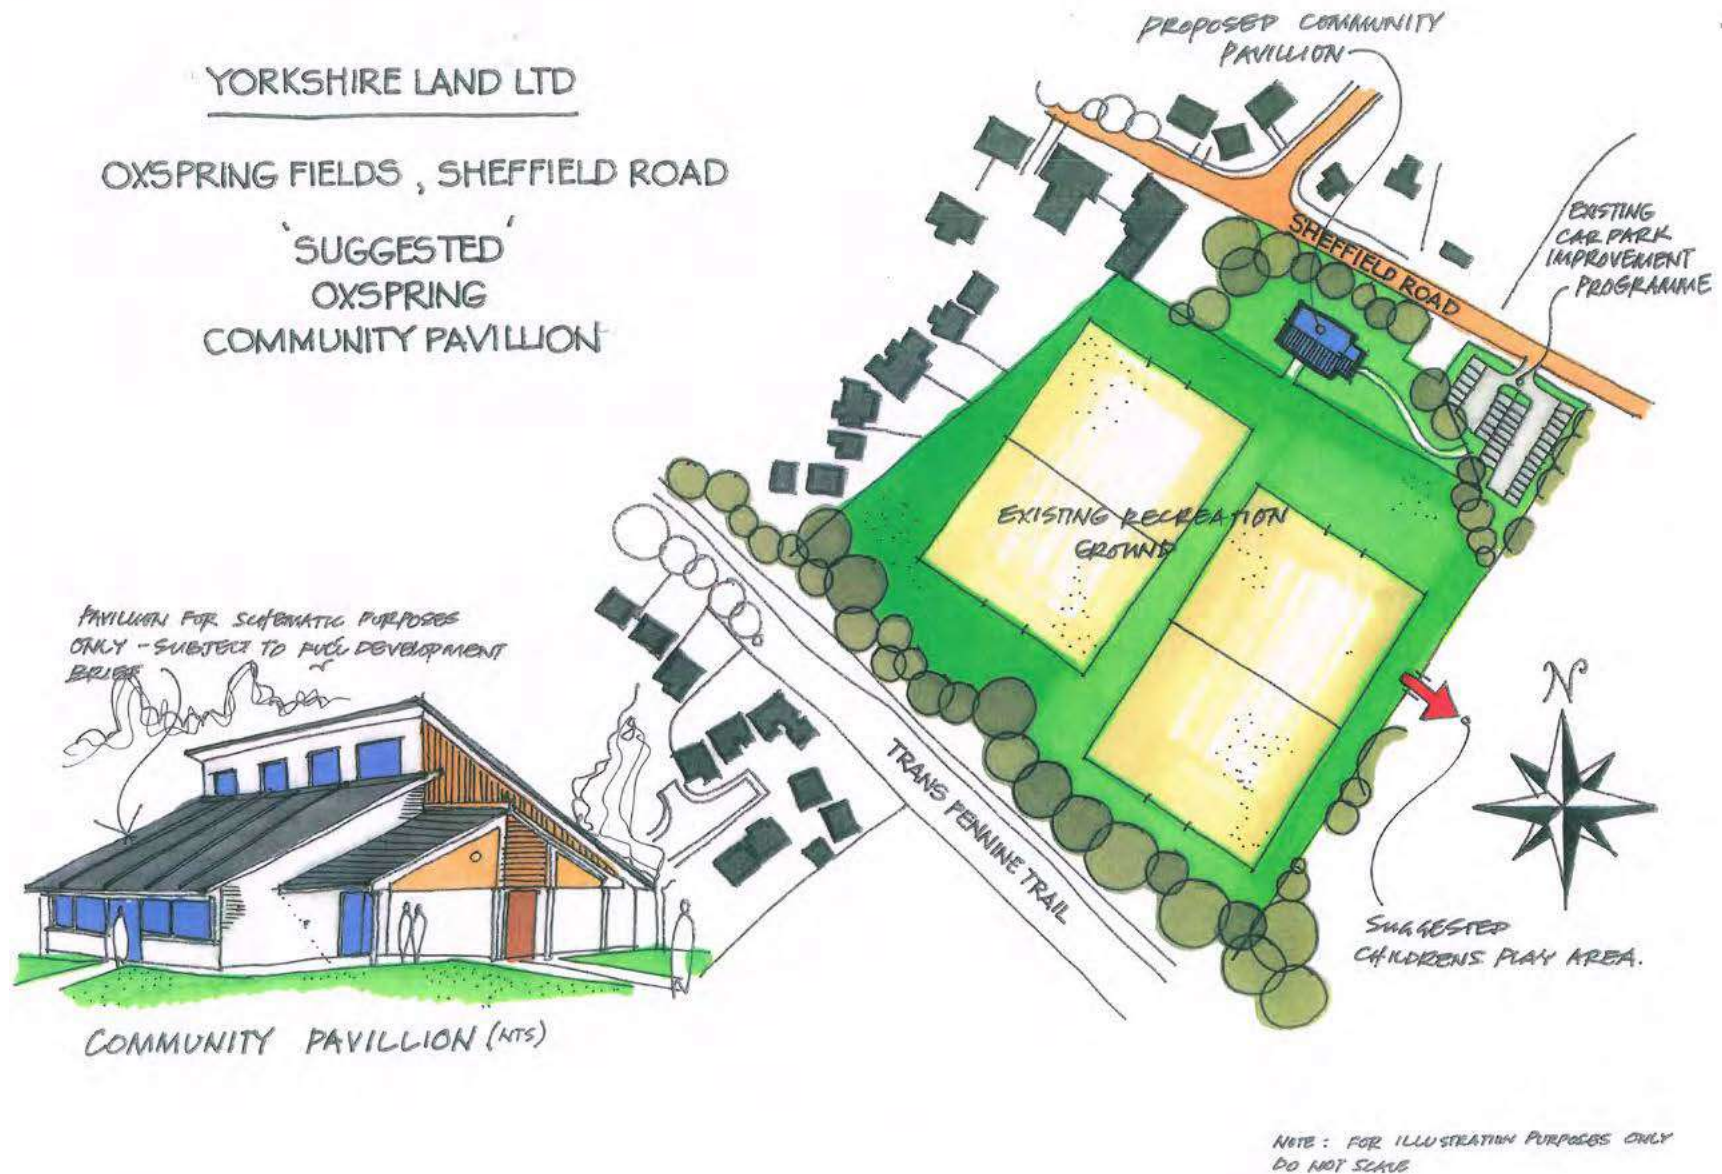 YORKSHIRE LAND LTD
OXSPRING FIELDS , SHEFFIELD ROAD
'SUGGESTED'
OXSPRING
COMMUNITY PAVILLION
PROPOSED COMMUNITY
PAVILLION
SHEFFIELD ROAD
EXISTING
CAR PARK
IMPROVEMENT
PROGRAMME
EXISTING RECREATION
GROUND
TRANS PENNINE TRAIL
N
SUGGESTED
CHILDRENS PLAY AREA.
PAVILLION FOR SCHEMATIC PURPOSES
ONLY - SUBJECT TO FULL DEVELOPMENT
BRIEF
COMMUNITY PAVILLION (NTS)
NOTE : FOR ILLUSTRATION PURPOSES ONLY
DO NOT SCALE